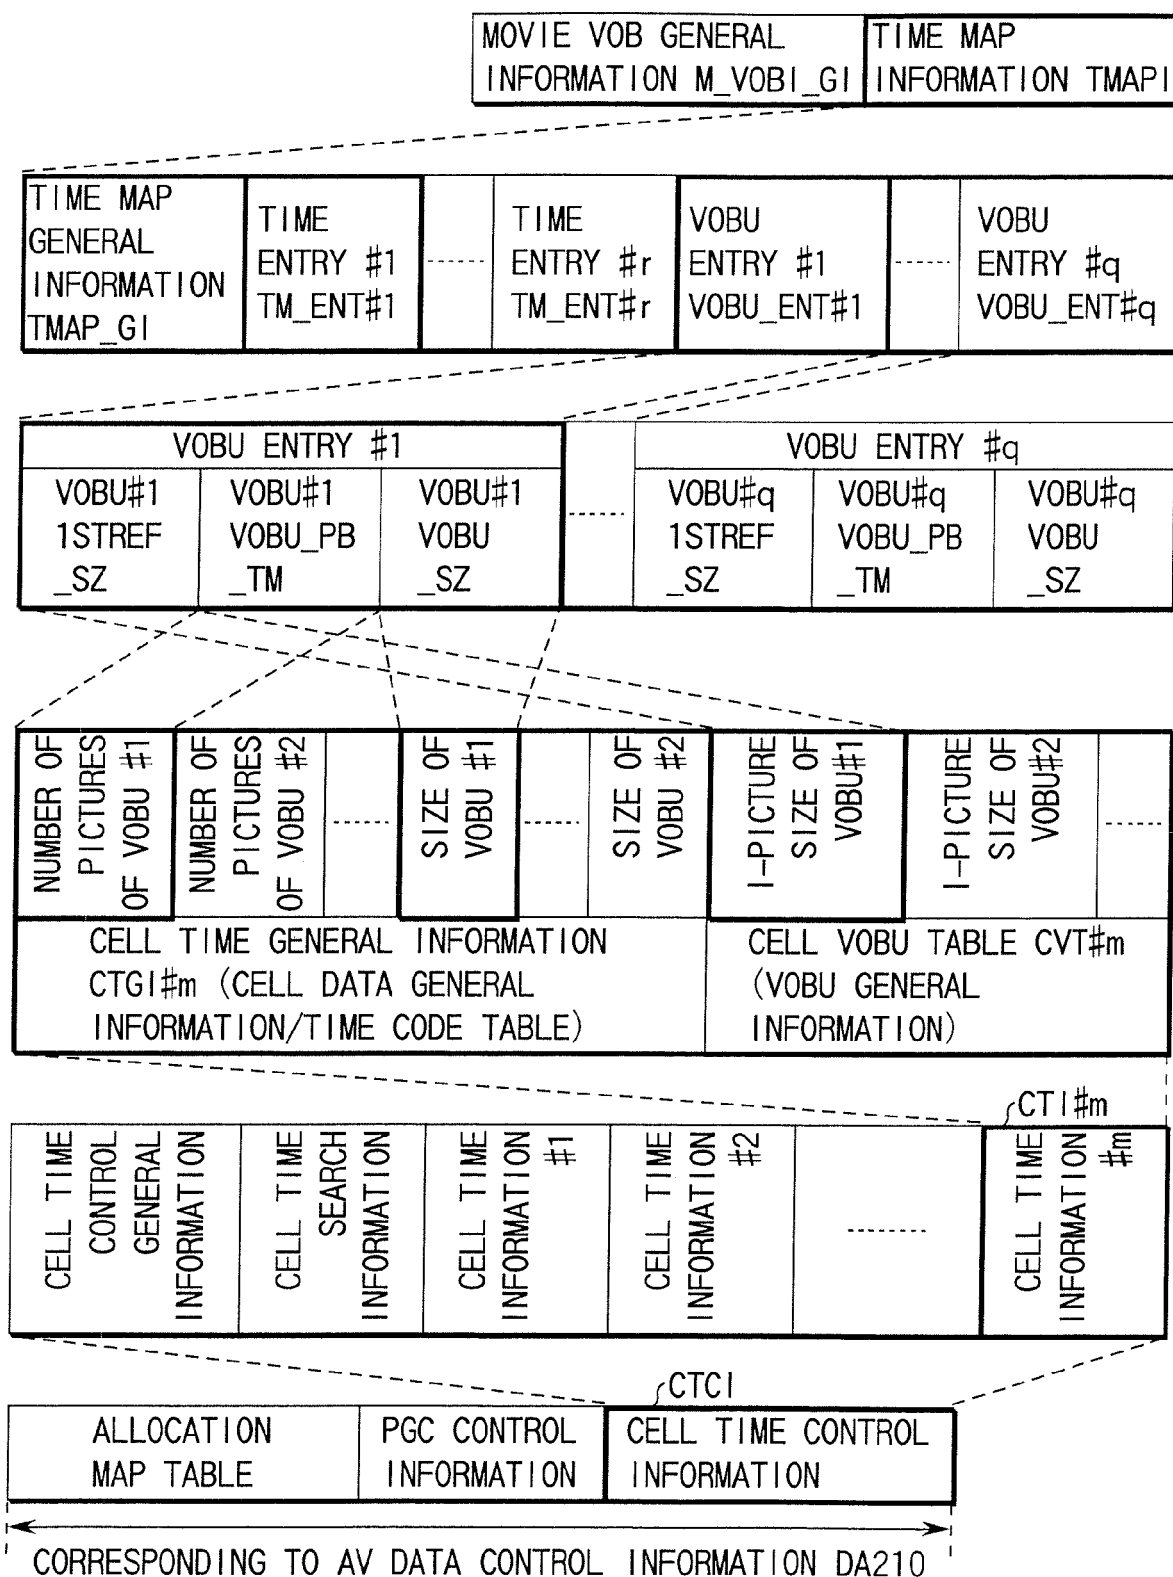 MOVIE VOB GENERAL
INFORMATION M_VOBI_GI
TIME MAP
INFORMATION TMAPI
TIME MAP
GENERAL
INFORMATION
TMAP_GI
TIME
ENTRY #1
TM_ENT#1
TIME
ENTRY #r
TM_ENT#r
VOBU
ENTRY #1
VOBU_ENT#1
VOBU
ENTRY #q
VOBU_ENT#q
VOBU ENTRY #1
VOBU#1
1STREF
_SZ
VOBU#1
VOBU_PB
_TM
VOBU#1
VOBU
_SZ
VOBU ENTRY #q
VOBU#q
1STREF
_SZ
VOBU#q
VOBU_PB
_TM
VOBU#q
VOBU
_SZ
NUMBER OF
PICTURES
OF VOBU #1
NUMBER OF
PICTURES
OF VOBU #2
SIZE OF
VOBU #1
SIZE OF
VOBU #2
I-PICTURE
SIZE OF
VOBU#1
I-PICTURE
SIZE OF
VOBU#2
CELL TIME GENERAL INFORMATION
CTGI#m (CELL DATA GENERAL
INFORMATION/TIME CODE TABLE)
CELL VOBU TABLE CVT#m
(VOBU GENERAL
INFORMATION)
CTI#m
CELL TIME
CONTROL
GENERAL
INFORMATION
CELL TIME
SEARCH
INFORMATION
CELL TIME
INFORMATION
#1
CELL TIME
INFORMATION
#2
CELL TIME
INFORMATION
#m
CTCI
ALLOCATION
MAP TABLE
PGC CONTROL
INFORMATION
CELL TIME CONTROL
INFORMATION
CORRESPONDING TO AV DATA CONTROL INFORMATION DA210